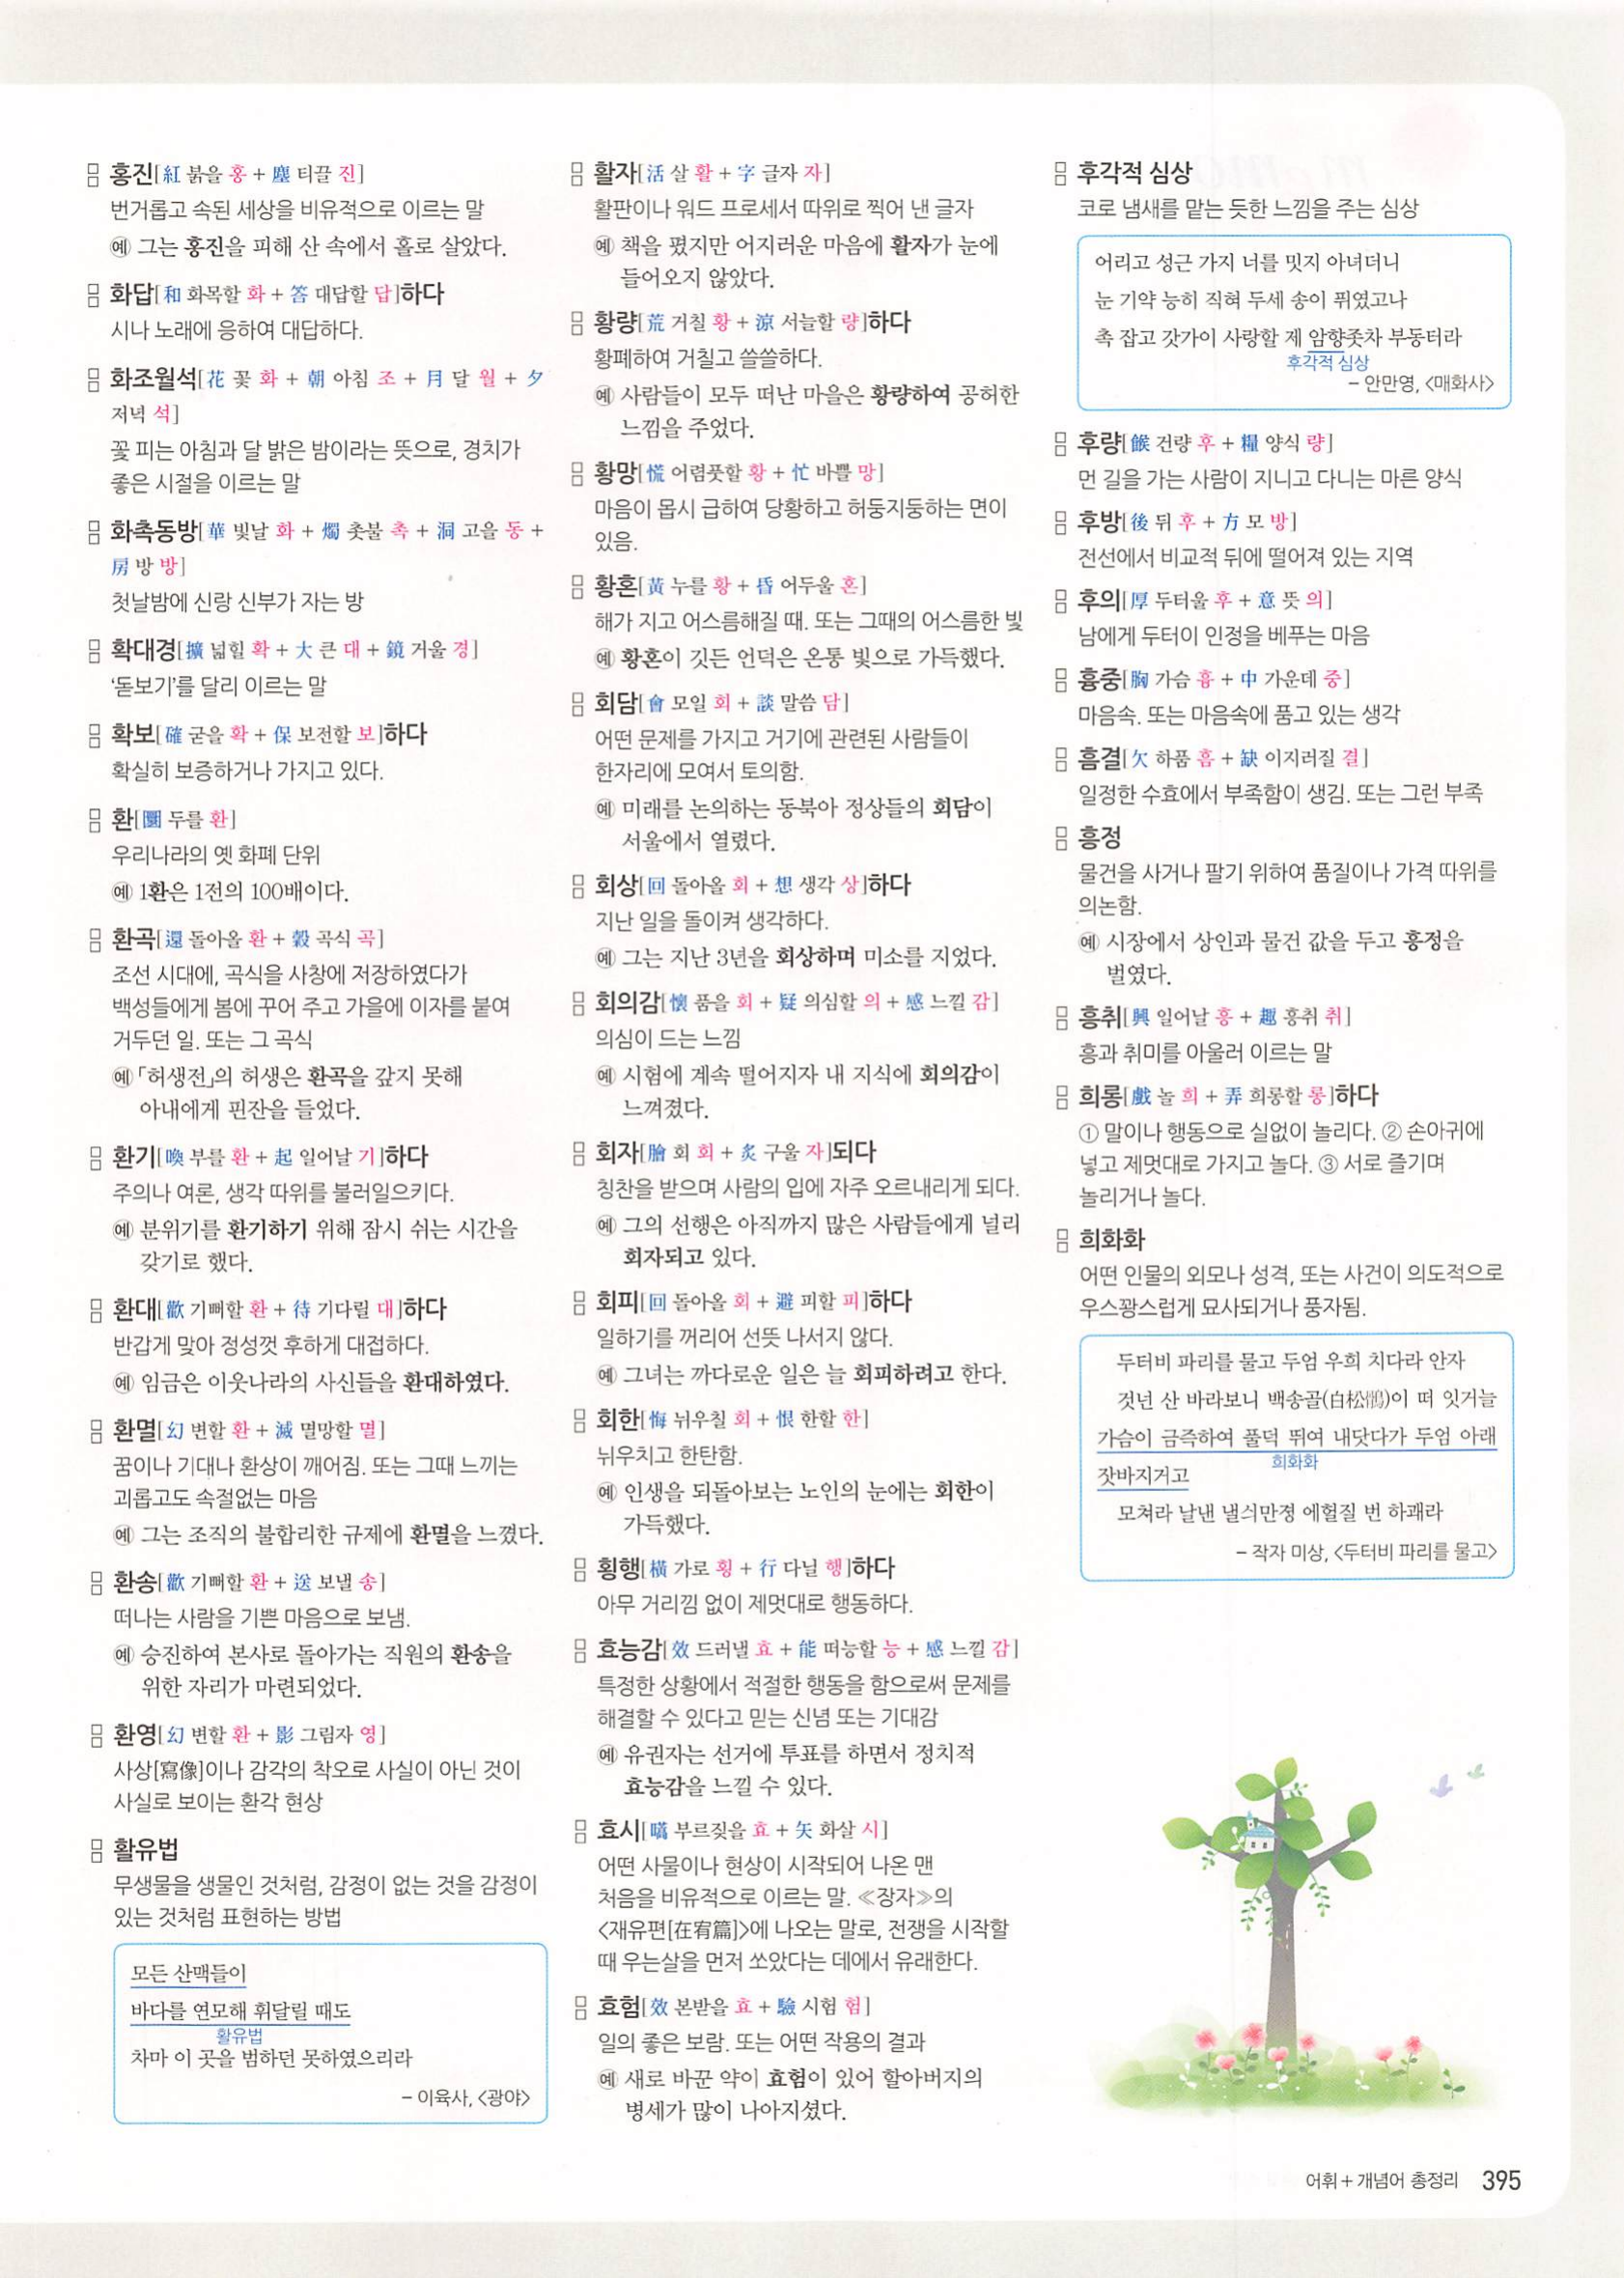 홍진[紅 붉을 홍 + 塵 티끌 진]
번거롭고 속된 세상을 비유적으로 이르는 말
예 그는 홍진을 피해 산 속에서 홀로 살았다.
화답[和 화목할 화 + 答 대답할 답]하다
시나 노래에 응하여 대답하다.
화조월석[花 꽃 화 + 朝 아침 조 + 月 달 월 + 夕
저녁 석]
꽃 피는 아침과 달 밝은 밤이라는 뜻으로, 경치가
좋은 시절을 이르는 말
화촉동방[華 빛날 화 + 燭 촛불 촉 + 洞 고을 동 +
房 방 방]
첫날밤에 신랑 신부가 자는 방
확대경[擴 넓힐 확 + 大 큰 대 + 鏡 거울 경]
'돋보기'를 달리 이르는 말
확보[確 굳을 확 + 保 보전할 보]하다
확실히 보증하거나 가지고 있다.
환[圜 두를 환]
우리나라의 옛 화폐 단위
예 1환은 1전의 100배이다.
환곡[還 돌아올 환 + 穀 곡식 곡]
조선 시대에, 곡식을 사창에 저장하였다가
백성들에게 봄에 꾸어 주고 가을에 이자를 붙여
거두던 일. 또는 그 곡식
예 「허생전」의 허생은 환곡을 갚지 못해
아내에게 핀잔을 들었다.
환기[喚 부를 환 + 起 일어날 기]하다
주의나 여론, 생각 따위를 불러일으키다.
예 분위기를 환기하기 위해 잠시 쉬는 시간을
갖기로 했다.
환대[歡 기뻐할 환 + 待 기다릴 대]하다
반갑게 맞아 정성껏 후하게 대접하다.
예 임금은 이웃나라의 사신들을 환대하였다.
환멸[幻 변할 환 + 滅 멸망할 멸]
꿈이나 기대나 환상이 깨어짐. 또는 그때 느끼는
괴롭고도 속절없는 마음
예 그는 조직의 불합리한 규제에 환멸을 느꼈다.
환송[歡 기뻐할 환 + 送 보낼 송]
떠나는 사람을 기쁜 마음으로 보냄.
예 승진하여 본사로 돌아가는 직원의 환송을
위한 자리가 마련되었다.
환영[幻 변할 환 + 影 그림자 영]
사상[寫像]이나 감각의 착오로 사실이 아닌 것이
사실로 보이는 환각 현상
활유법
무생물을 생물인 것처럼, 감정이 없는 것을 감정이
있는 것처럼 표현하는 방법
모든 산맥들이
바다를 연모해 휘달릴 때도
활유법
차마 이 곳을 범하던 못하였으리라
– 이육사, <광야>
활자[活 살 활 + 字 글자 자]
활판이나 워드 프로세서 따위로 찍어 낸 글자
예 책을 폈지만 어지러운 마음에 활자가 눈에
들어오지 않았다.
황량[荒 거칠 황 + 凉 서늘할 량]하다
황폐하여 거칠고 쓸쓸하다.
예 사람들이 모두 떠난 마을은 황량하여 공허한
느낌을 주었다.
황망[慌 어렴풋할 황 + 忙 바쁠 망]
마음이 몹시 급하여 당황하고 허둥지둥하는 면이
있음.
황혼[黃 누를 황 + 昏 어두울 혼]
해가 지고 어스름해질 때. 또는 그때의 어스름한 빛
예 황혼이 깃든 언덕은 온통 빛으로 가득했다.
회담[會 모일 회 + 談 말씀 담]
어떤 문제를 가지고 거기에 관련된 사람들이
한자리에 모여서 토의함.
예 미래를 논의하는 동북아 정상들의 회담이
서울에서 열렸다.
회상[回 돌아올 회 + 想 생각 상]하다
지난 일을 돌이켜 생각하다.
예 그는 지난 3년을 회상하며 미소를 지었다.
회의감[懷 품을 회 + 疑 의심할 의 + 感 느낄 감]
의심이 드는 느낌
예 시험에 계속 떨어지자 내 지식에 회의감이
느껴졌다.
회자[膾 회 회 + 炙 구울 자]되다
칭찬을 받으며 사람의 입에 자주 오르내리게 되다.
예 그의 선행은 아직까지 많은 사람들에게 널리
회자되고 있다.
회피[回 돌아올 회 + 避 피할 피]하다
일하기를 꺼리어 선뜻 나서지 않다.
예 그녀는 까다로운 일은 늘 회피하려고 한다.
회한[悔 뉘우칠 회 + 恨 한할 한]
뉘우치고 한탄함.
예 인생을 되돌아보는 노인의 눈에는 회한이
가득했다.
횡행[橫 가로 횡 + 行 다닐 행]하다
아무 거리낌 없이 제멋대로 행동하다.
효능감[效 드러낼 효 + 能 떠능할 능 + 感 느낄 감]
특정한 상황에서 적절한 행동을 함으로써 문제를
해결할 수 있다고 믿는 신념 또는 기대감
예 유권자는 선거에 투표를 하면서 정치적
효능감을 느낄 수 있다.
효시[嚆 부르짖을 효 + 矢 화살 시]
어떤 사물이나 현상이 시작되어 나온 맨
처음을 비유적으로 이르는 말. ≪장자≫의
<재유편[在宥篇]>에 나오는 말로, 전쟁을 시작할
때 우는살을 먼저 쏘았다는 데에서 유래한다.
효험[效 본받을 효 + 驗 시험 험]
일의 좋은 보람. 또는 어떤 작용의 결과
예 새로 바꾼 약이 효험이 있어 할아버지의
병세가 많이 나아지셨다.
후각적 심상
코로 냄새를 맡는 듯한 느낌을 주는 심상
어리고 성근 가지 너를 밋지 아녀더니
눈 기약 능히 직혀 두세 송이 퓌였고나
촉 잡고 갓가이 사랑할 제 암향좃차 부동터라
후각적 심상
– 안만영, <매화사>
후량[餱 건량 후 + 糧 양식 량]
먼 길을 가는 사람이 지니고 다니는 마른 양식
후방[後 뒤 후 + 方 모 방]
전선에서 비교적 뒤에 떨어져 있는 지역
후의[厚 두터울 후 + 意 뜻 의]
남에게 두터이 인정을 베푸는 마음
흉중[胸 가슴 흉 + 中 가운데 중]
마음속. 또는 마음속에 품고 있는 생각
흠결[欠 하품 흠 + 缺 이지러질 결]
일정한 수효에서 부족함이 생김. 또는 그런 부족
흥정
물건을 사거나 팔기 위하여 품질이나 가격 따위를
의논함.
예 시장에서 상인과 물건 값을 두고 흥정을
벌였다.
흥취[興 일어날 흥 + 趣 흥취 취]
흥과 취미를 아울러 이르는 말
희롱[戲 놀 희 + 弄 희롱할 롱]하다
① 말이나 행동으로 실없이 놀리다. ② 손아귀에
넣고 제멋대로 가지고 놀다. ③ 서로 즐기며
놀리거나 놀다.
희화화
어떤 인물의 외모나 성격, 또는 사건이 의도적으로
우스꽝스럽게 묘사되거나 풍자됨.
두터비 파리를 물고 두엄 우희 치다라 안자
것넌 산 바라보니 백송골(白松鶻)이 떠 잇거늘
가슴이 금즉하여 풀덕 뛰여 내닷다가 두엄 아래
희화화
잣바지거고
모쳐라 날낸 낼싀만졍 에헐질 번 하괘라
– 작자 미상, <두터비 파리를 물고>
어휘 + 개념어 총정리 395